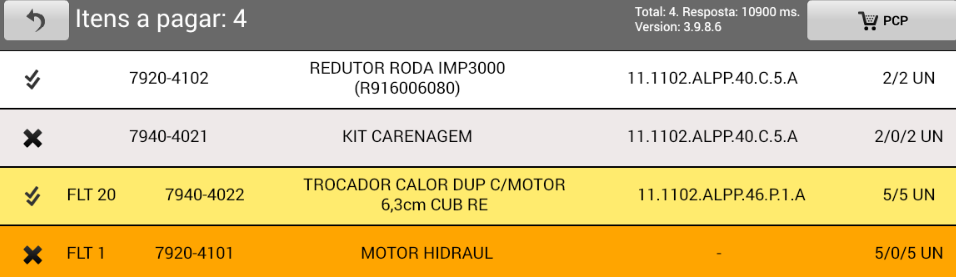 Itens a pagar: 4
Total: 4. Resposta: 10900 ms.
Version: 3.9.8.6
PCP
7920-4102 REDUTOR RODA IMP3000 (R916006080) 11.1102.ALPP.40.C.5.A 2/2 UN
7940-4021 KIT CARENAGEM 11.1102.ALPP.40.C.5.A 2/0/2 UN
FLT 20 7940-4022 TROCADOR CALOR DUP C/MOTOR 6,3cm CUB RE 11.1102.ALPP.46.P.1.A 5/5 UN
FLT 1 7920-4101 MOTOR HIDRAUL - 5/0/5 UN